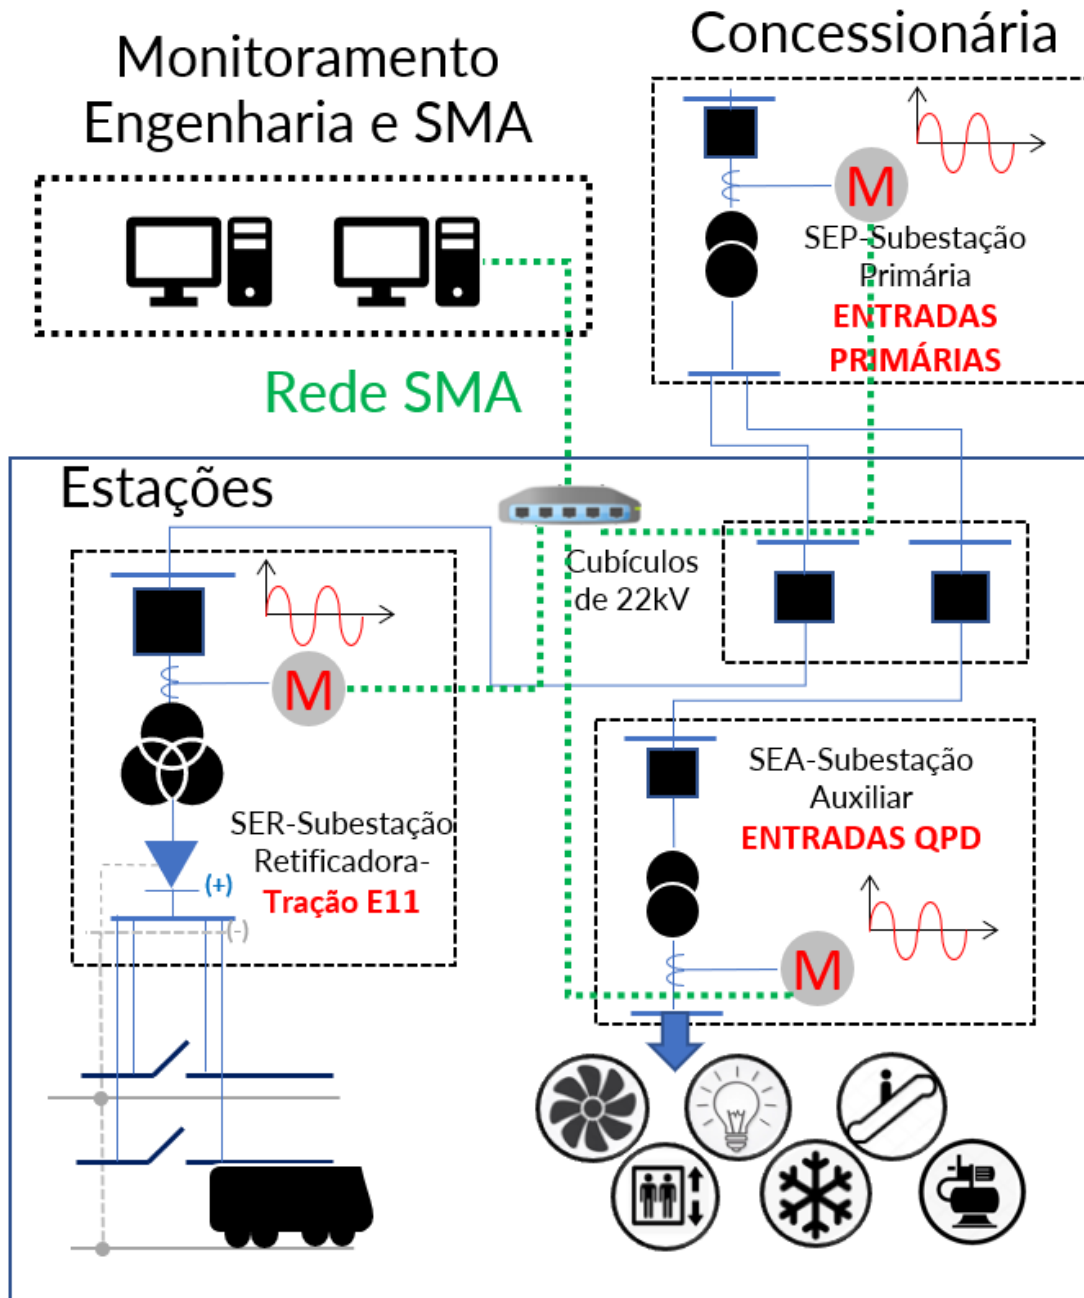 Monitoramento
Engenharia e SMA
Concessionária
M
SEP-Subestação
Primária
ENTRADAS
PRIMÁRIAS
Rede SMA
Estações
Cubículos
de 22kV
M
SER-Subestação
Retificadora-
Tração E11
(+)
(-)
SEA-Subestação
Auxiliar
ENTRADAS QPD
M